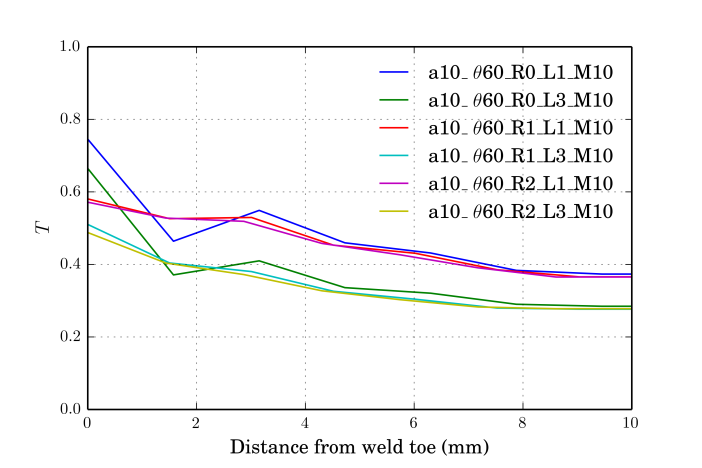 1.0
0.8
0.6
0.4
0.2
0.0
T
a10_θ60_R0_L1_M10
a10_θ60_R0_L3_M10
a10_θ60_R1_L1_M10
a10_θ60_R1_L3_M10
a10_θ60_R2_L1_M10
a10_θ60_R2_L3_M10
0 2 4 6 8 10
Distance from weld toe (mm)